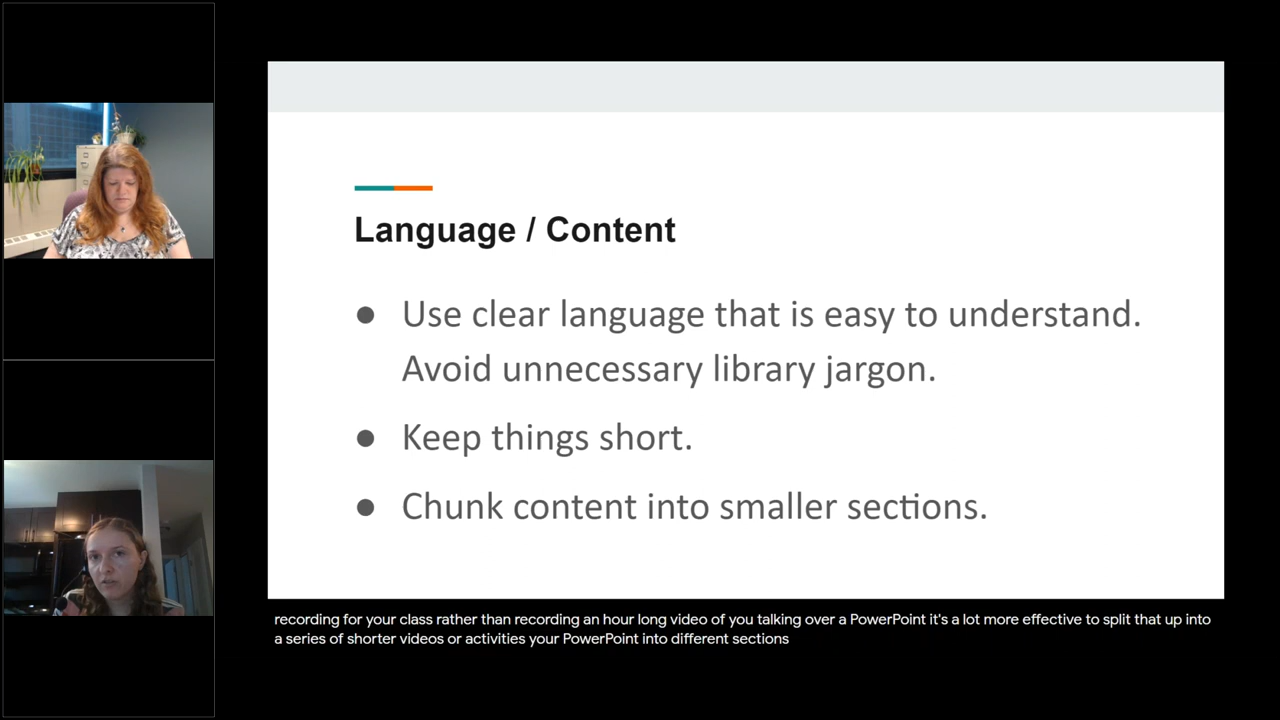 Language / Content
● Use clear language that is easy to understand.
Avoid unnecessary library jargon.
● Keep things short.
● Chunk content into smaller sections.
recording for your class rather than recording an hour long video of you talking over a PowerPoint it's a lot more effective to split that up into
a series of shorter videos or activities your PowerPoint into different sections